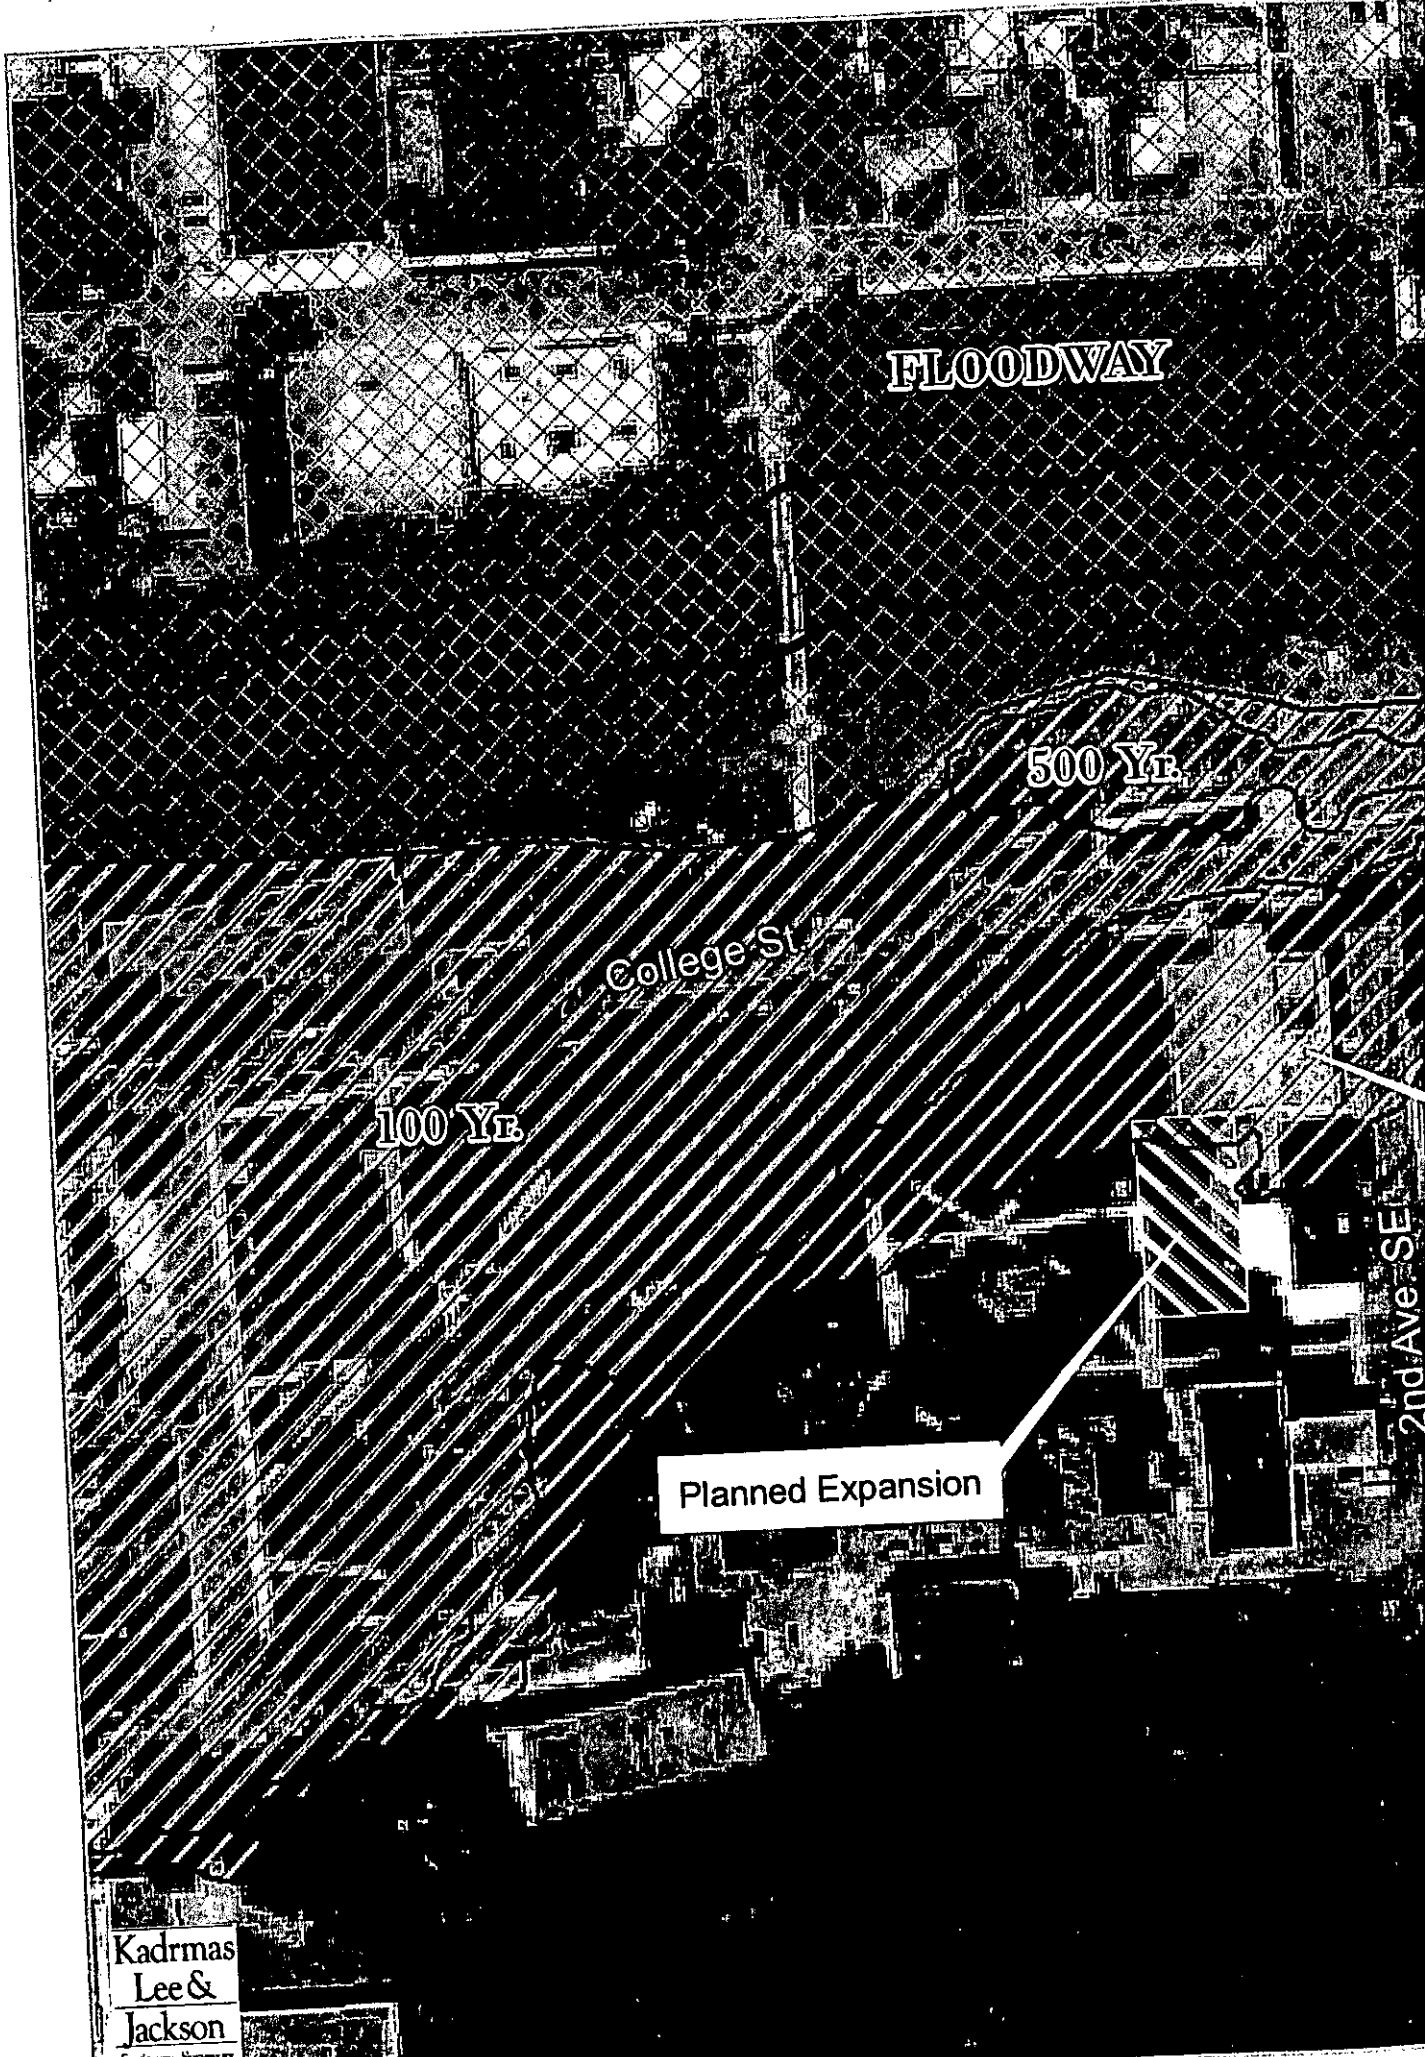 FLOODWAY
500 Yr.
College St.
100 Yr.
2nd Ave. SE
Planned Expansion
Kadrmas
Lee &
Jackson